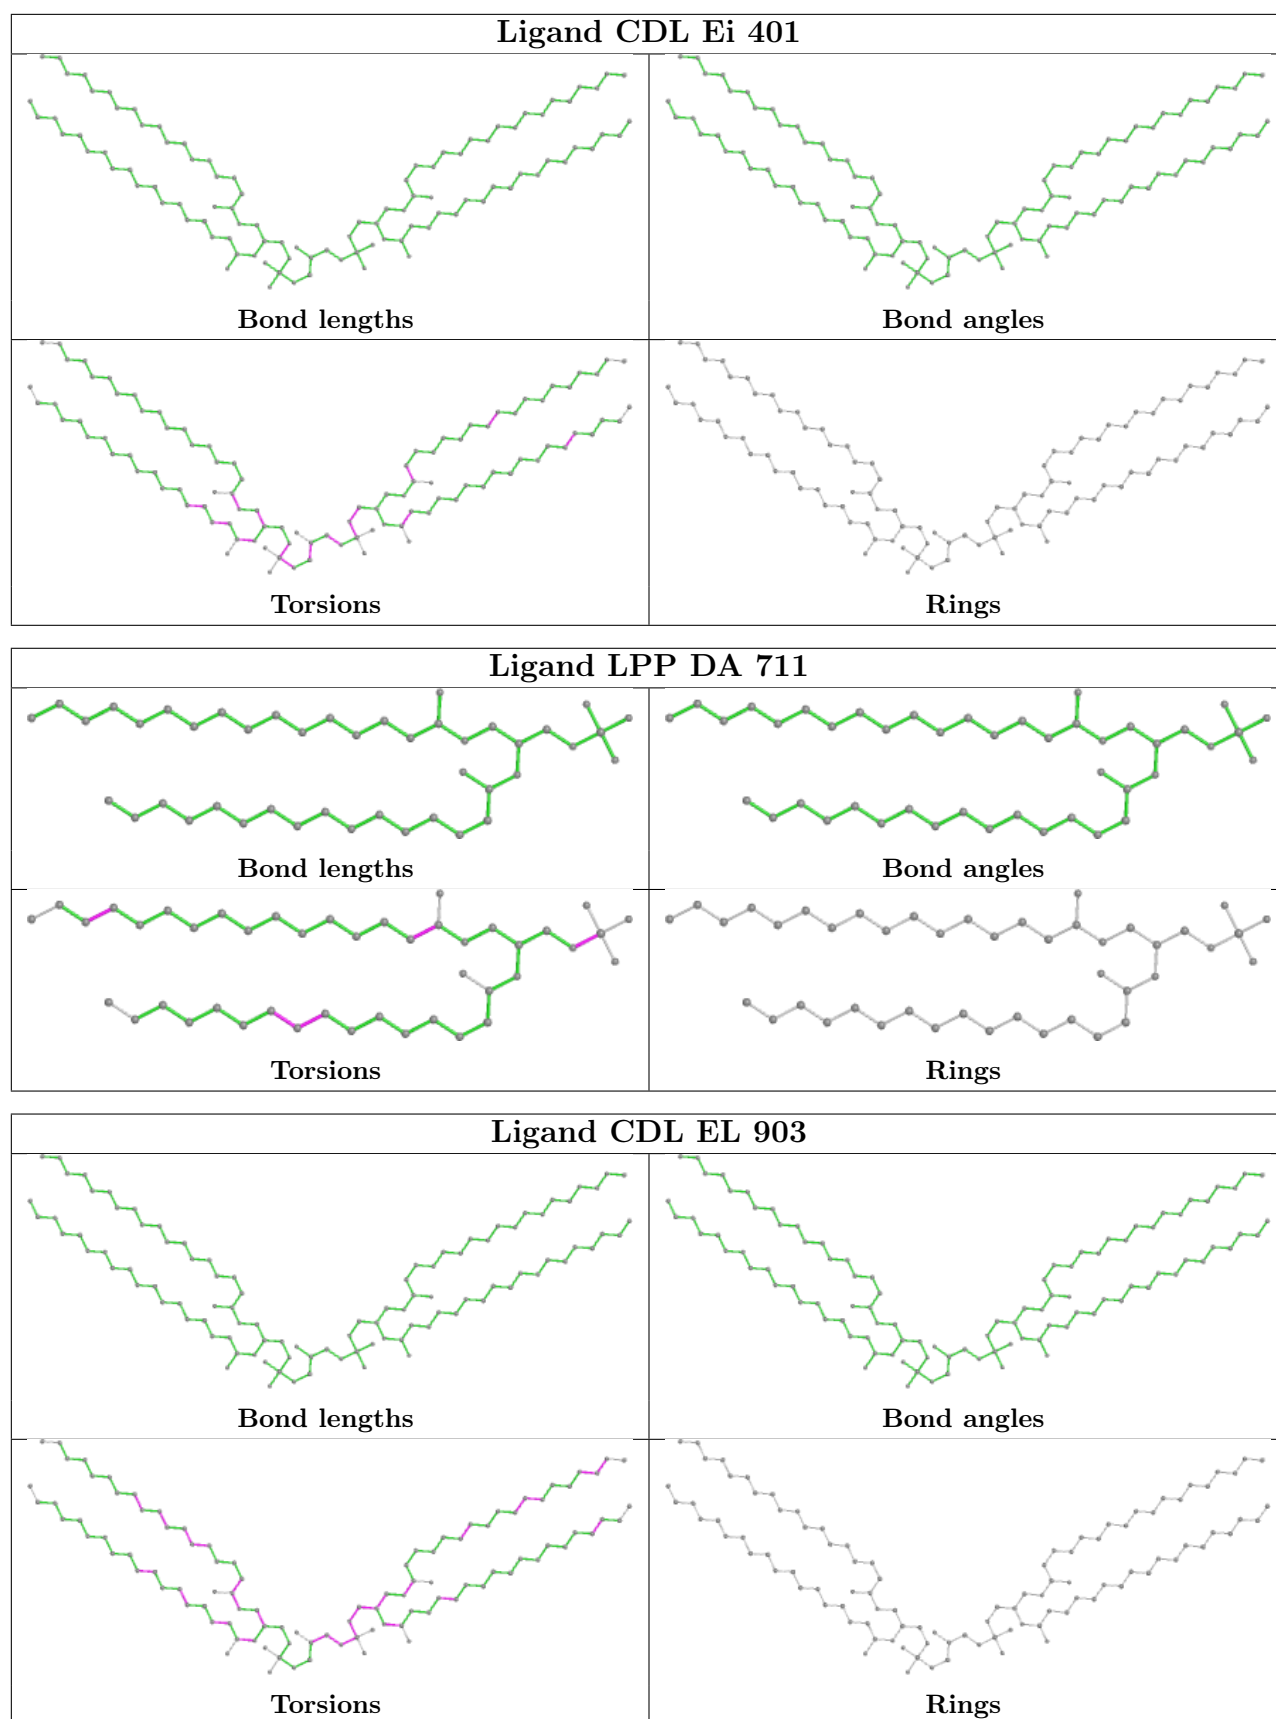 Ligand CDL Ei 401
Bond lengths
Bond angles
Torsions
Rings
Ligand LPP DA 711
Bond lengths
Bond angles
Torsions
Rings
Ligand CDL EL 903
Bond lengths
Bond angles
Torsions
Rings